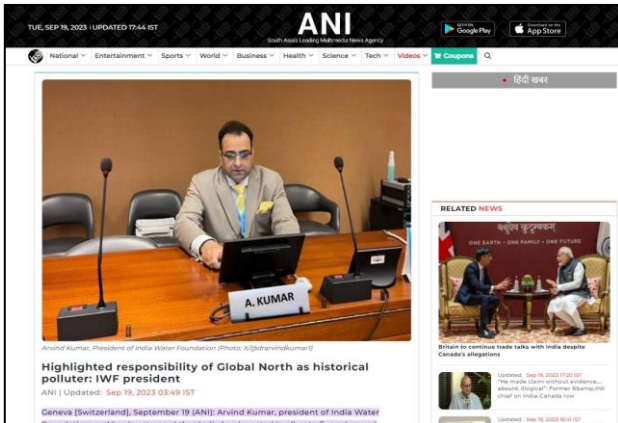 TUE, SEP 19, 2023 | UPDATED 17:44 IST
ANI
South Asia's Leading Multimedia News Agency
GET IT ON
Google Play
Download on the
App Store
National
Entertainment
Sports
World
Business
Health
Science
Tech
Videos
Coupons
हिंदी खबर
A. KUMAR
Arvind Kumar, President of India Water Foundation (Photo: X/@drarvindkumar1)
Highlighted responsibility of Global North as historical
polluter: IWF president
ANI | Updated: Sep 19, 2023 03:49 IST
Geneva [Switzerland], September 19 (ANI): Arvind Kumar, president of India Water
RELATED NEWS
वसुधैव कुटुम्बकम्
ONE EARTH • ONE FAMILY • ONE FUTURE
Britain to continue trade talks with India despite
Canada's allegations
Updated: Sep 19, 2023 17:20 IST
"He made claim without evidence,...
absurd, illogical": Former R&amp;AW
chief on India-Canada row
Updated: Sep 19, 2023 16:41 IST